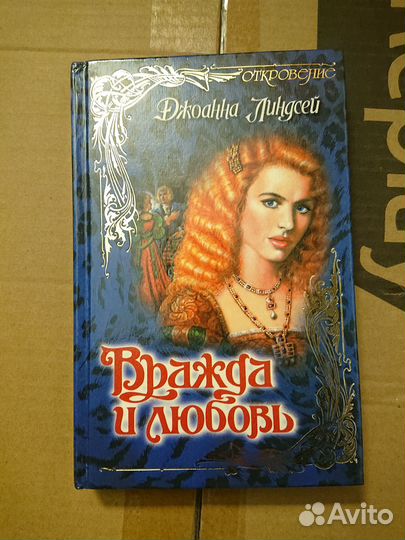 ОТКРОВЕНИЕ
Джоанна Линдсей
Вражда
и любовь
Avito